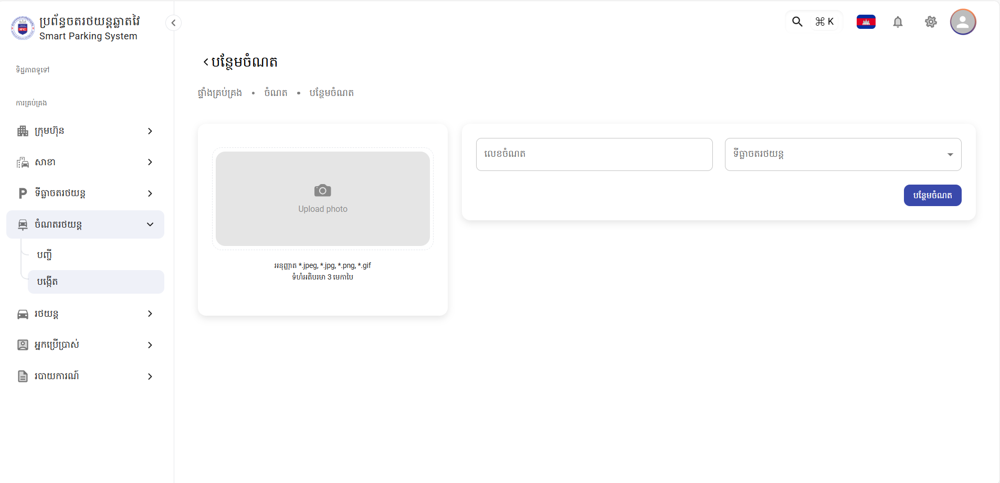 ប្រព័ន្ធចតរថយន្តឆ្លាតវៃ
Smart Parking System
ទិដ្ឋភាពទូទៅ
ការគ្រប់គ្រង
ក្រុមហ៊ុន
សាខា
ទីធ្លាចតរថយន្ត
ចំណតរថយន្ត
បញ្ជី
បង្កើត
រថយន្ត
អ្នកប្រើប្រាស់
របាយការណ៍
⌘ K
បន្ថែមចំណត
ផ្ទាំងគ្រប់គ្រង • ចំណត • បន្ថែមចំណត
Upload photo
អនុញ្ញាត *.jpeg, *.jpg, *.png, *.gif
ទំហំអតិបរមា 3 មេកាបៃ
លេខចំណត
ទីធ្លាចតរថយន្ត
បន្ថែមចំណត